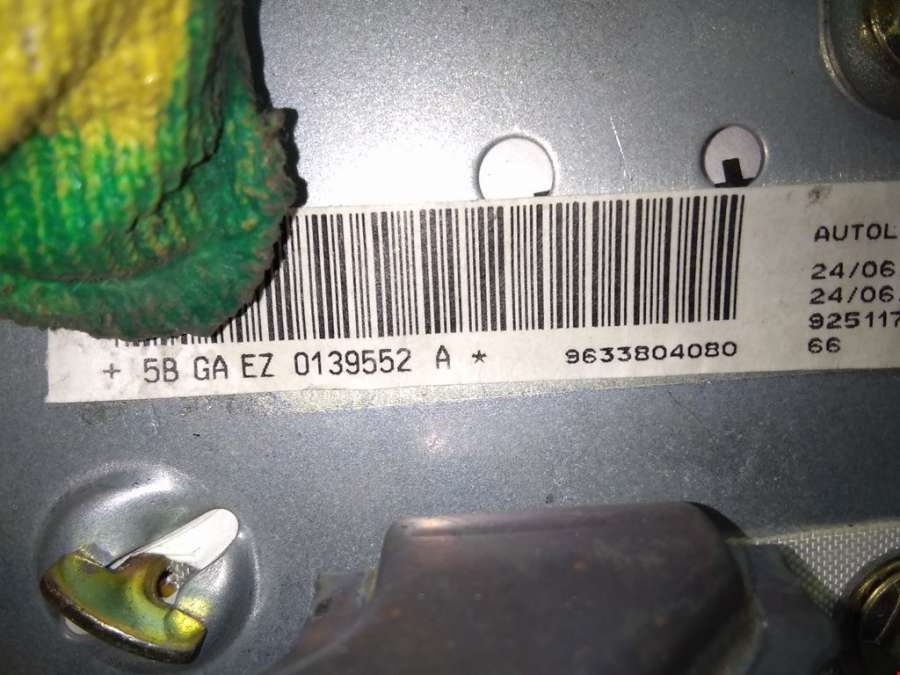 + 5B GA EZ 0139552 A * 9633804080
AUTOL
24/06
24/06.
925117
66